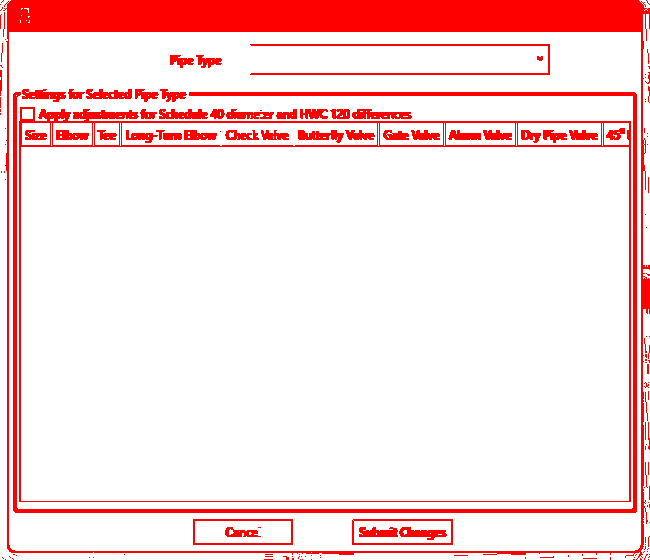 Pipe Type
Settings for Selected Pipe Type
Apply adjustments for Schedule 40 diameter and HWC 120 differences
Size Elbow Tee Long-Turn Elbow Check Valve Butterfly Valve Gate Valve Alarm Valve Dry Pipe Valve 45°
Cancel Submit Changes